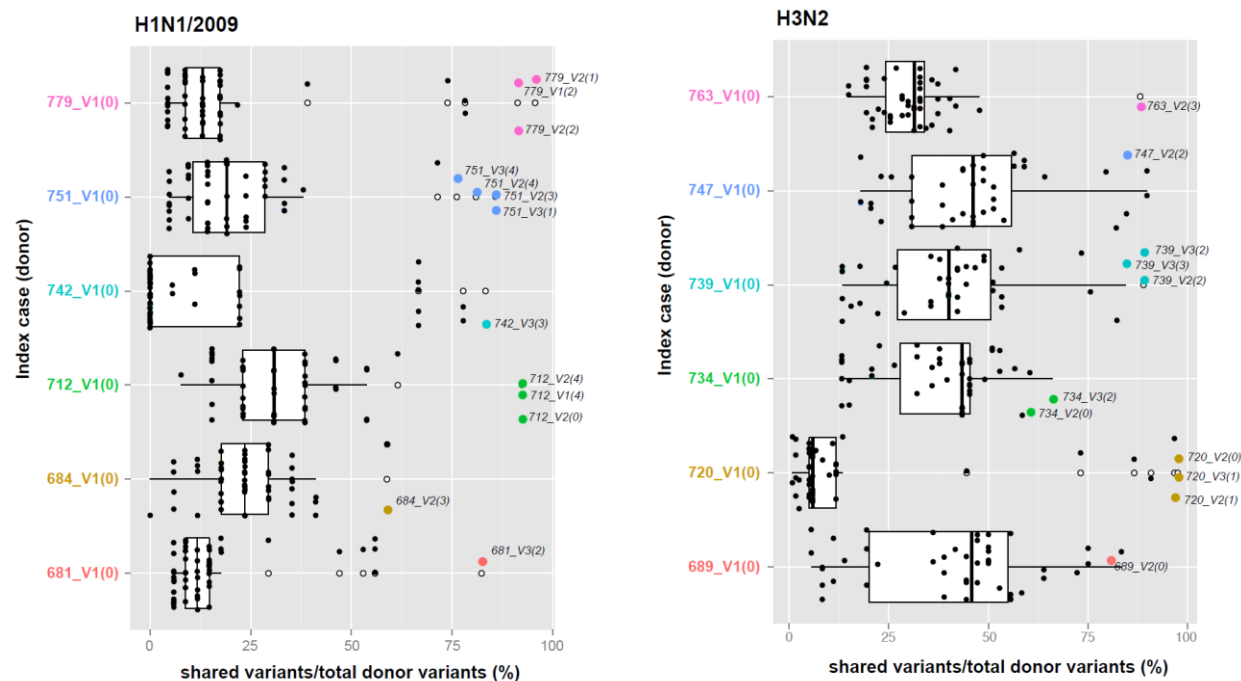 H1N1/2009
Index case (donor)
779_V1(0)
751_V1(0)
742_V1(0)
712_V1(0)
684_V1(0)
681_V1(0)
779_V2(1)
779_V1(2)
779_V2(2)
751_V3(4)
751_V2(4)
751_V2(3)
751_V3(1)
742_V3(3)
712_V2(4)
712_V1(4)
712_V2(0)
684_V2(3)
681_V3(2)
0 25 50 75 100
shared variants/total donor variants (%)
H3N2
Index case (donor)
763_V1(0)
747_V1(0)
739_V1(0)
734_V1(0)
720_V1(0)
689_V1(0)
763_V2(3)
747_V2(2)
739_V3(2)
739_V3(3)
739_V2(2)
734_V3(2)
734_V2(0)
720_V2(0)
720_V3(1)
720_V2(1)
689_V2(0)
0 25 50 75 100
shared variants/total donor variants (%)